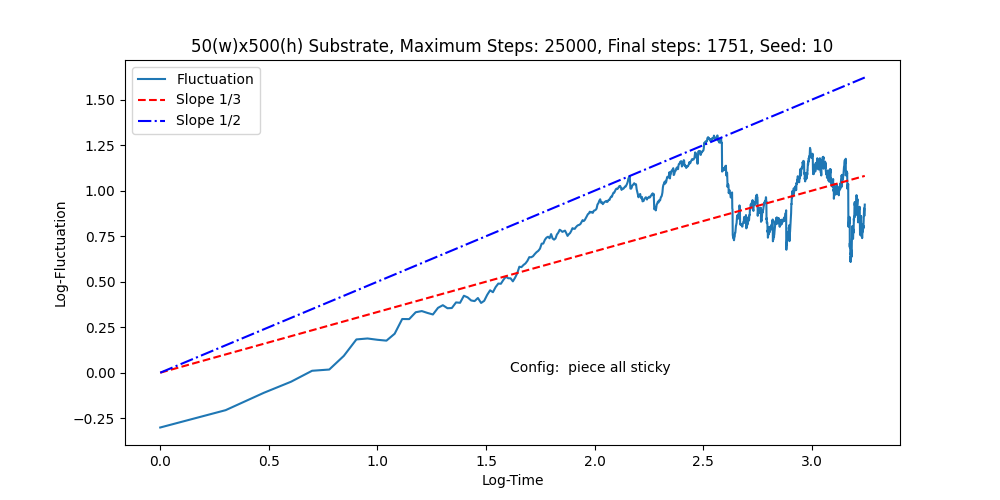 50(w)x500(h) Substrate, Maximum Steps: 25000, Final steps: 1751, Seed: 10
Fluctuation
Slope 1/3
Slope 1/2
1.50
1.25
1.00
0.75
0.50
0.25
0.00
−0.25
Log-Fluctuation
Config:  piece all sticky
0.0 0.5 1.0 1.5 2.0 2.5 3.0
Log-Time